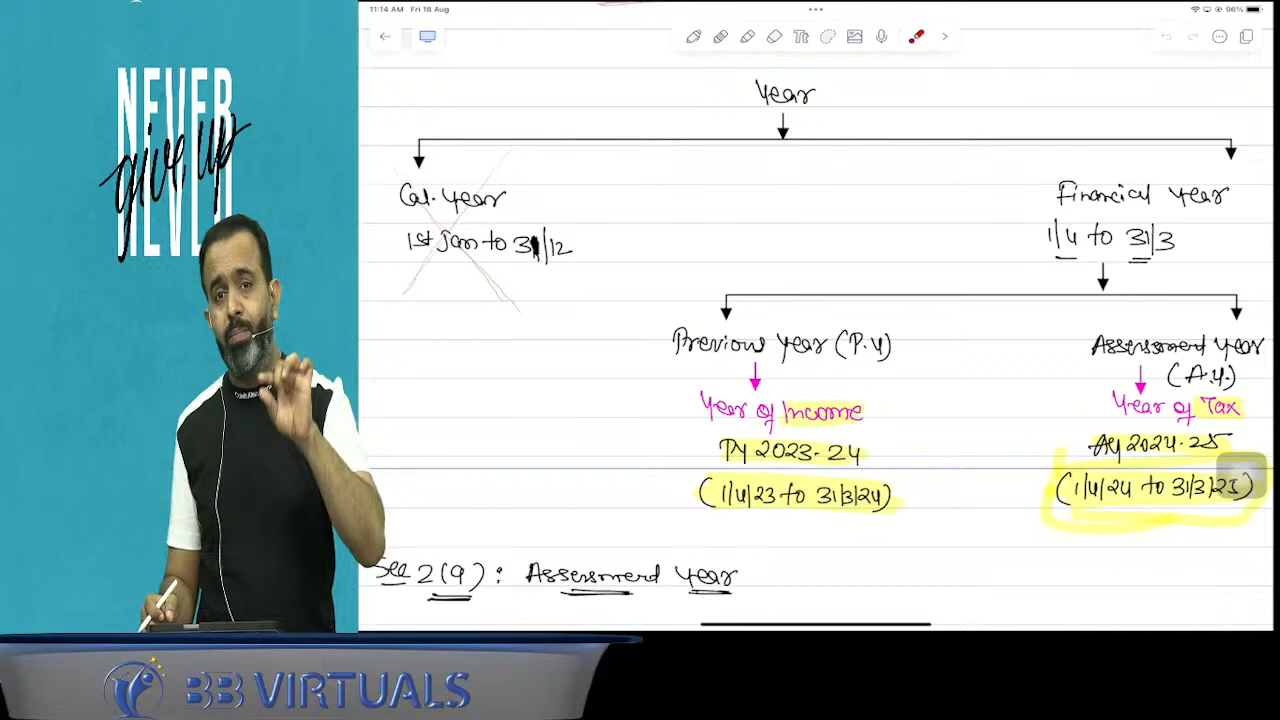 11:14 AM Fri 18 Aug
96%
NEVER
give up
NEVER
Year
Cal. Year
1st Jan to 31/12
Financial Year
1/4 to 31/3
Previous Year (P.Y)
Assessment Year
(A.Y.)
Year of Income
Year of Tax
PY 2023-24
AY 2024-25
(1/4/23 to 31/3/24)
(1/4/24 to 31/3/25)
Sec 2(9): Assessment Year
BB VIRTUALS